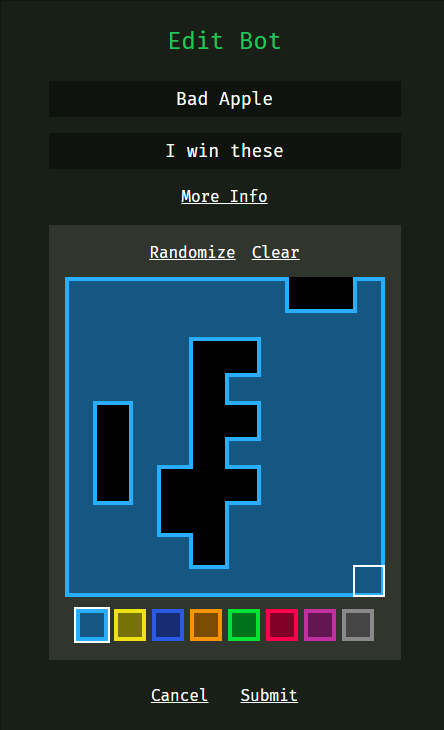 Edit Bot
Bad Apple
I win these
More Info
Randomize Clear
Cancel Submit